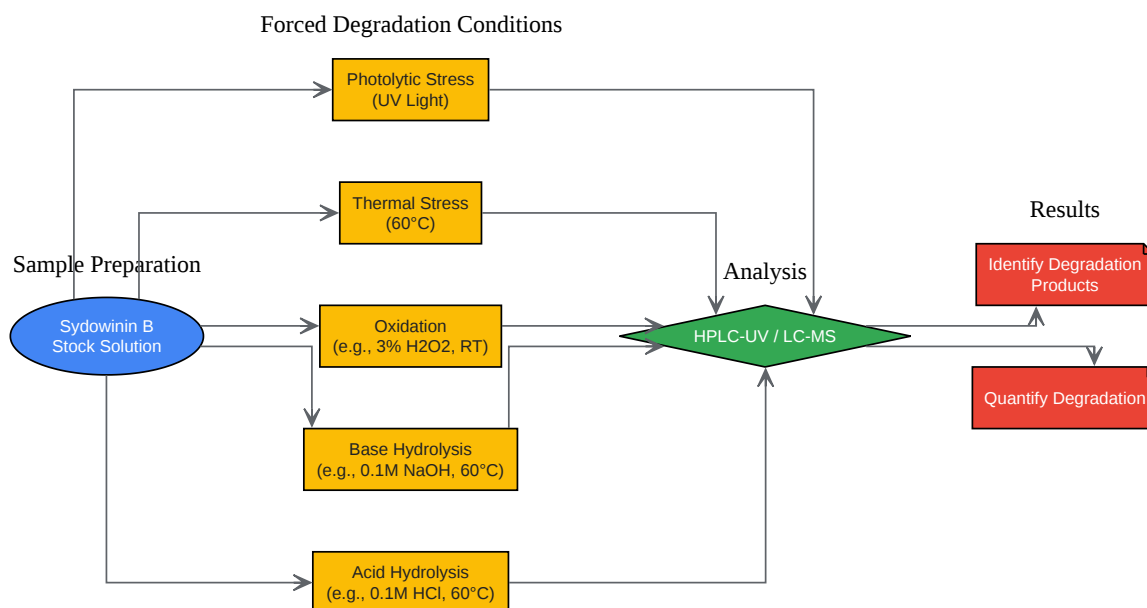 Forced Degradation Conditions
Photolytic Stress
(UV Light)
Thermal Stress
(60°C)
Results
Sample Preparation
Identify Degradation
Products
Analysis
Sydowinin B
Stock Solution
Oxidation
(e.g., 3% H2O2, RT)
HPLC-UV / LC-MS
Quantify Degradation
Base Hydrolysis
(e.g., 0.1M NaOH, 60°C)
Acid Hydrolysis
(e.g., 0.1M HCl, 60°C)